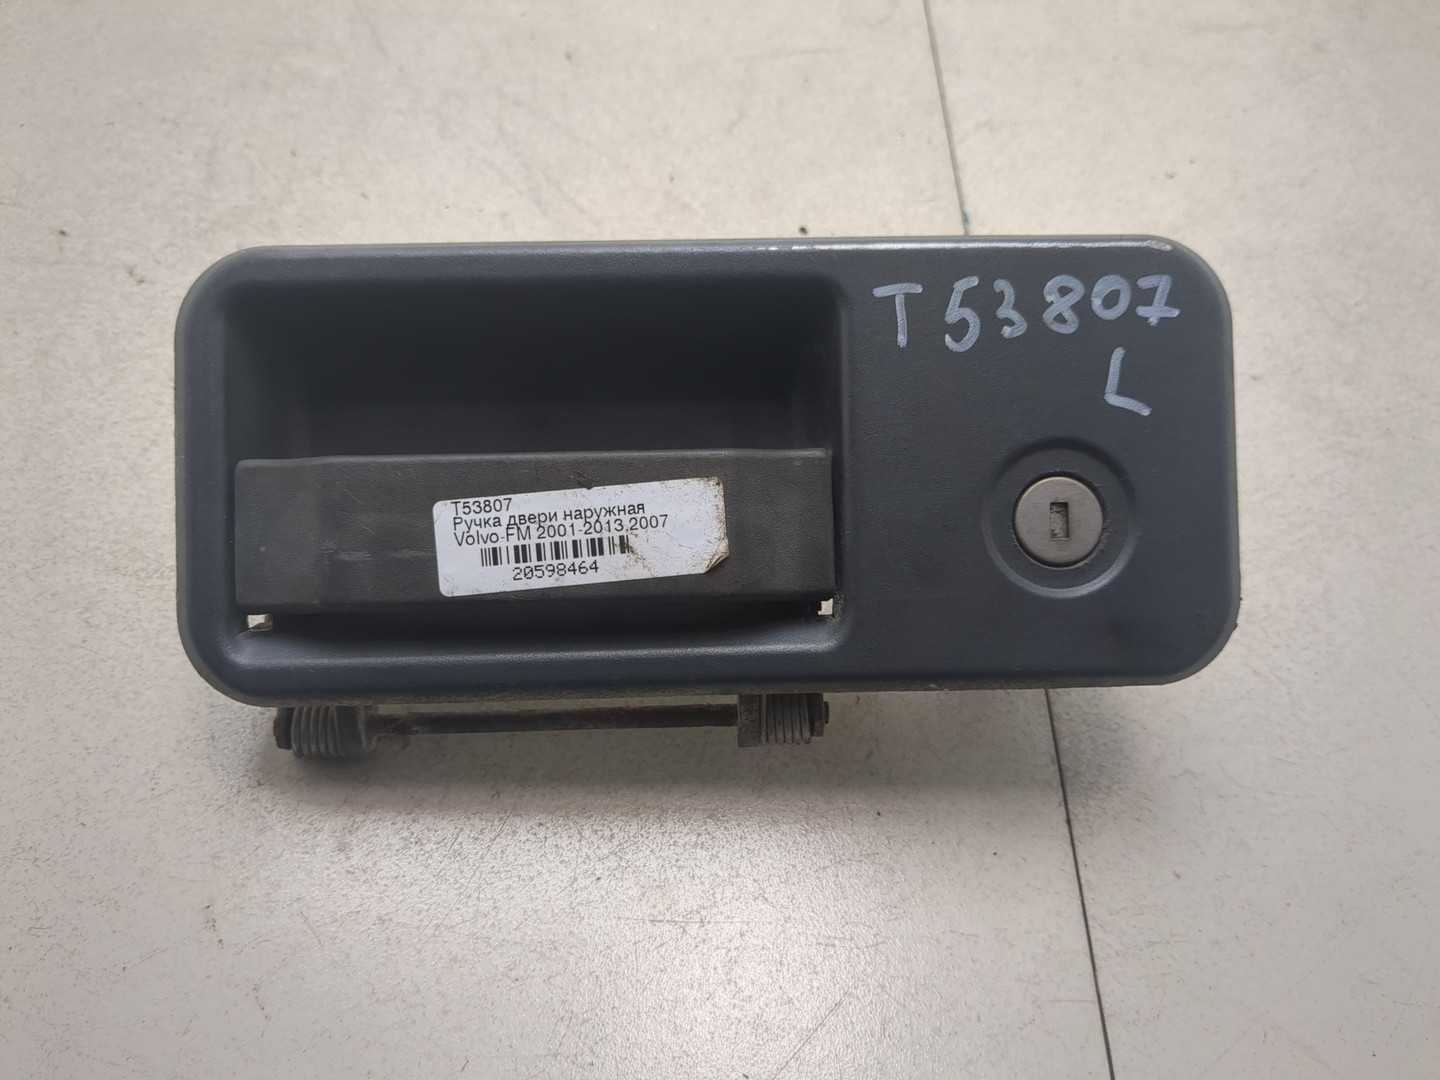 T53807
L
T53807
Ручка двери наружная
Volvo-FM 2001-2013,2007
20598464